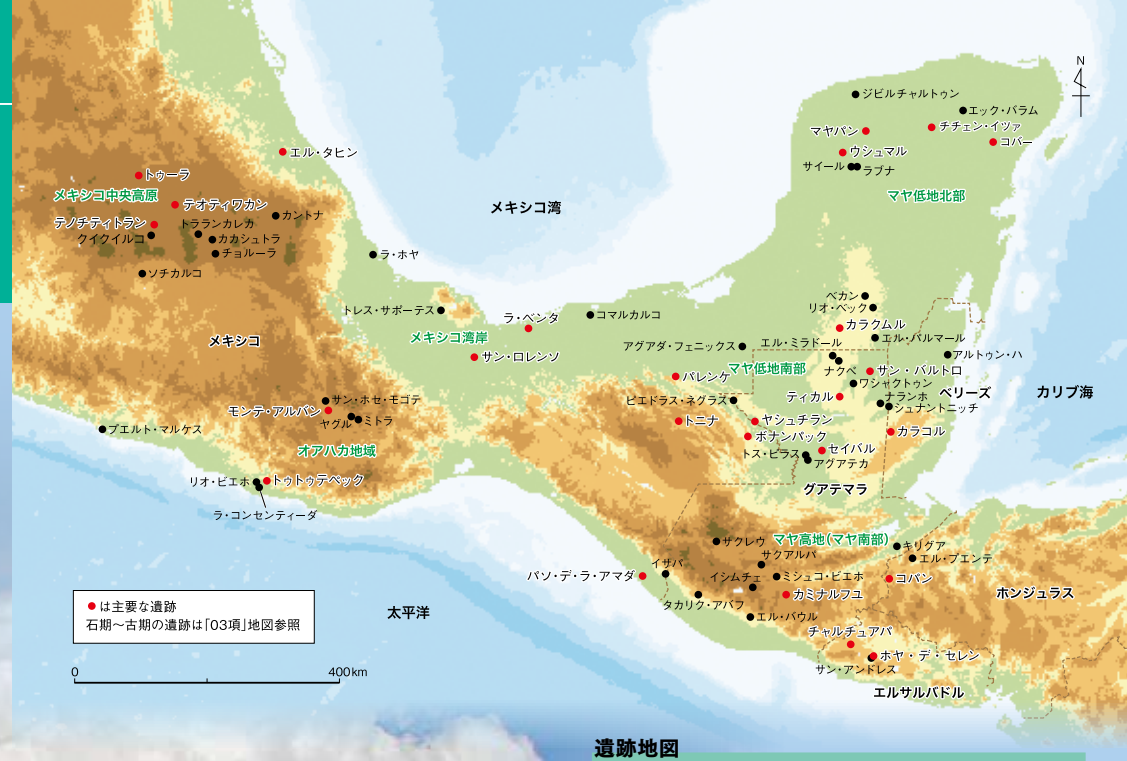 N
ジビルチャルトゥン
エック・バラム
マヤパン
チチェン・イツァ
コバー
ウシュマル
サイール
ラブナ
マヤ低地北部
エル・タヒン
トゥーラ
メキシコ中央高原
テオティワカン
テノチティトラン
トラランカレカ
カントナ
クイクイルコ
カカシュトラ
チョルーラ
ソチカルコ
メキシコ湾
ラ・ホヤ
トレス・サポーテス
ラ・ベンタ
コマルカルコ
メキシコ湾岸
サン・ロレンソ
メキシコ
ベカン
リオ・ベック
カラクムル
エル・パルマール
アグアダ・フェニックス
エル・ミラドール
アルトゥン・ハ
マヤ低地南部
ナクベ
サン・バルトロ
パレンケ
ワシャクトゥン
ベリーズ
カリブ海
ピエドラス・ネグラス
ティカル
ナランホ
シュナントニッチ
サン・ホセ・モゴテ
モンテ・アルバン
ヤグル
ミトラ
トニナ
ヤシュチラン
ボナンパック
カラコル
プエルト・マルケス
オアハカ地域
トス・ピラス
セイバル
アグアテカ
リオ・ビエホ
トゥトゥテペック
グアテマラ
ラ・コンセンティーダ
サクレウ
マヤ高地(マヤ南部)
キリグア
サクアルパ
エル・プエンテ
パソ・デ・ラ・アマダ
イサパ
イシムチェ
ミシュコ・ビエホ
コパン
カミナルフユ
ホンジュラス
タカリク・アバフ
エル・バウル
太平洋
チャルチュアパ
ホヤ・デ・セレン
サン・アンドレス
エルサルバドル
●は主要な遺跡
石期〜古期の遺跡は「03項」地図参照
0
400km
遺跡地図